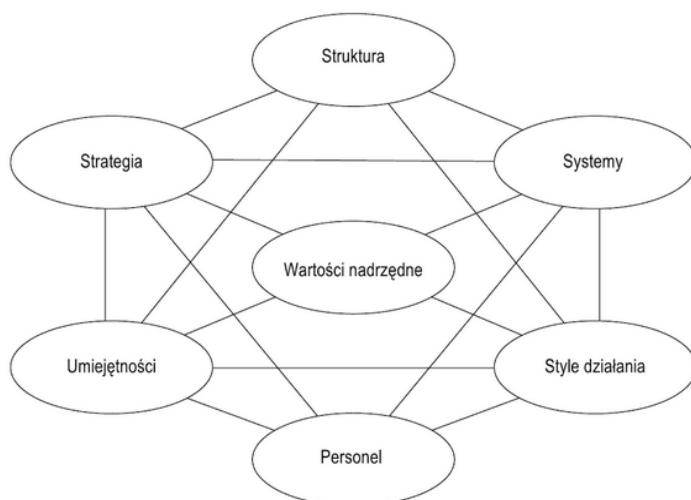 Struktura
Strategia
Systemy
Wartości nadrzędne
Umiejętności
Style działania
Personel